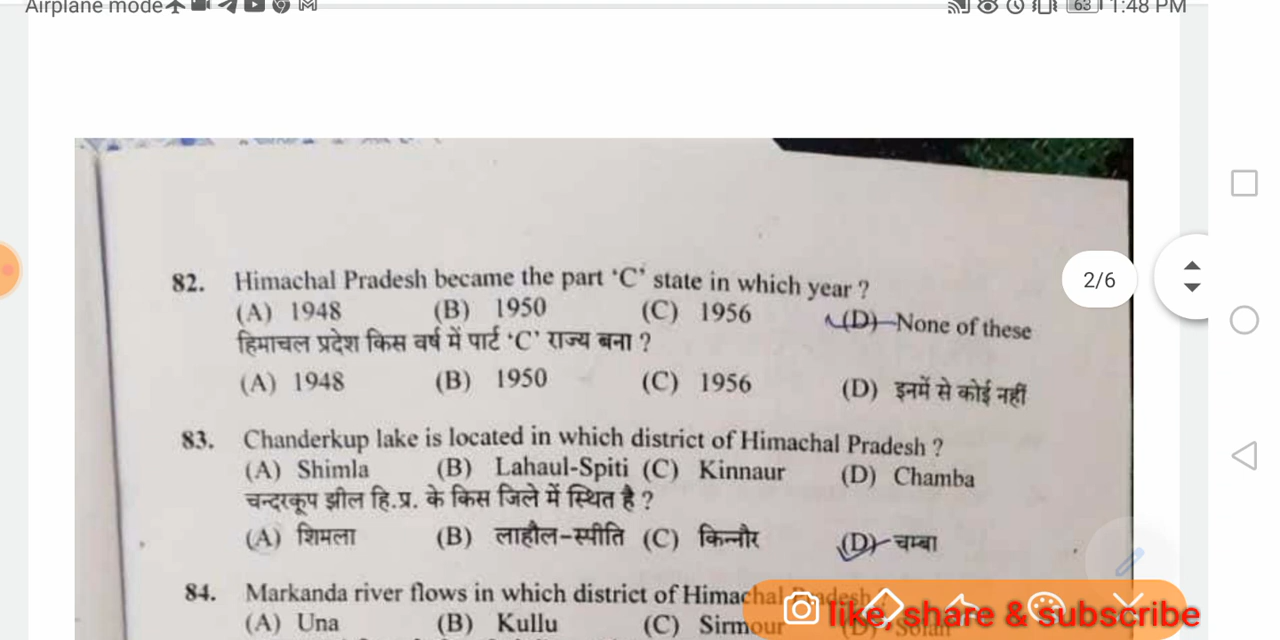 Airplane mode 63 1:48 PM
2/6
82. Himachal Pradesh became the part ‘C’ state in which year ?
(A) 1948 (B) 1950 (C) 1956 (D) None of these
हिमाचल प्रदेश किस वर्ष में पार्ट ‘C’ राज्य बना ?
(A) 1948 (B) 1950 (C) 1956 (D) इनमें से कोई नहीं
83. Chanderkup lake is located in which district of Himachal Pradesh ?
(A) Shimla (B) Lahaul-Spiti (C) Kinnaur (D) Chamba
चन्दरकूप झील हि.प्र. के किस जिले में स्थित है ?
(A) शिमला (B) लाहौल-स्पीति (C) किन्नौर (D) चम्बा
84. Markanda river flows in which district of Himachal Pradesh
(A) Una (B) Kullu (C) Sirmour (D) Solan
like, share & subscribe